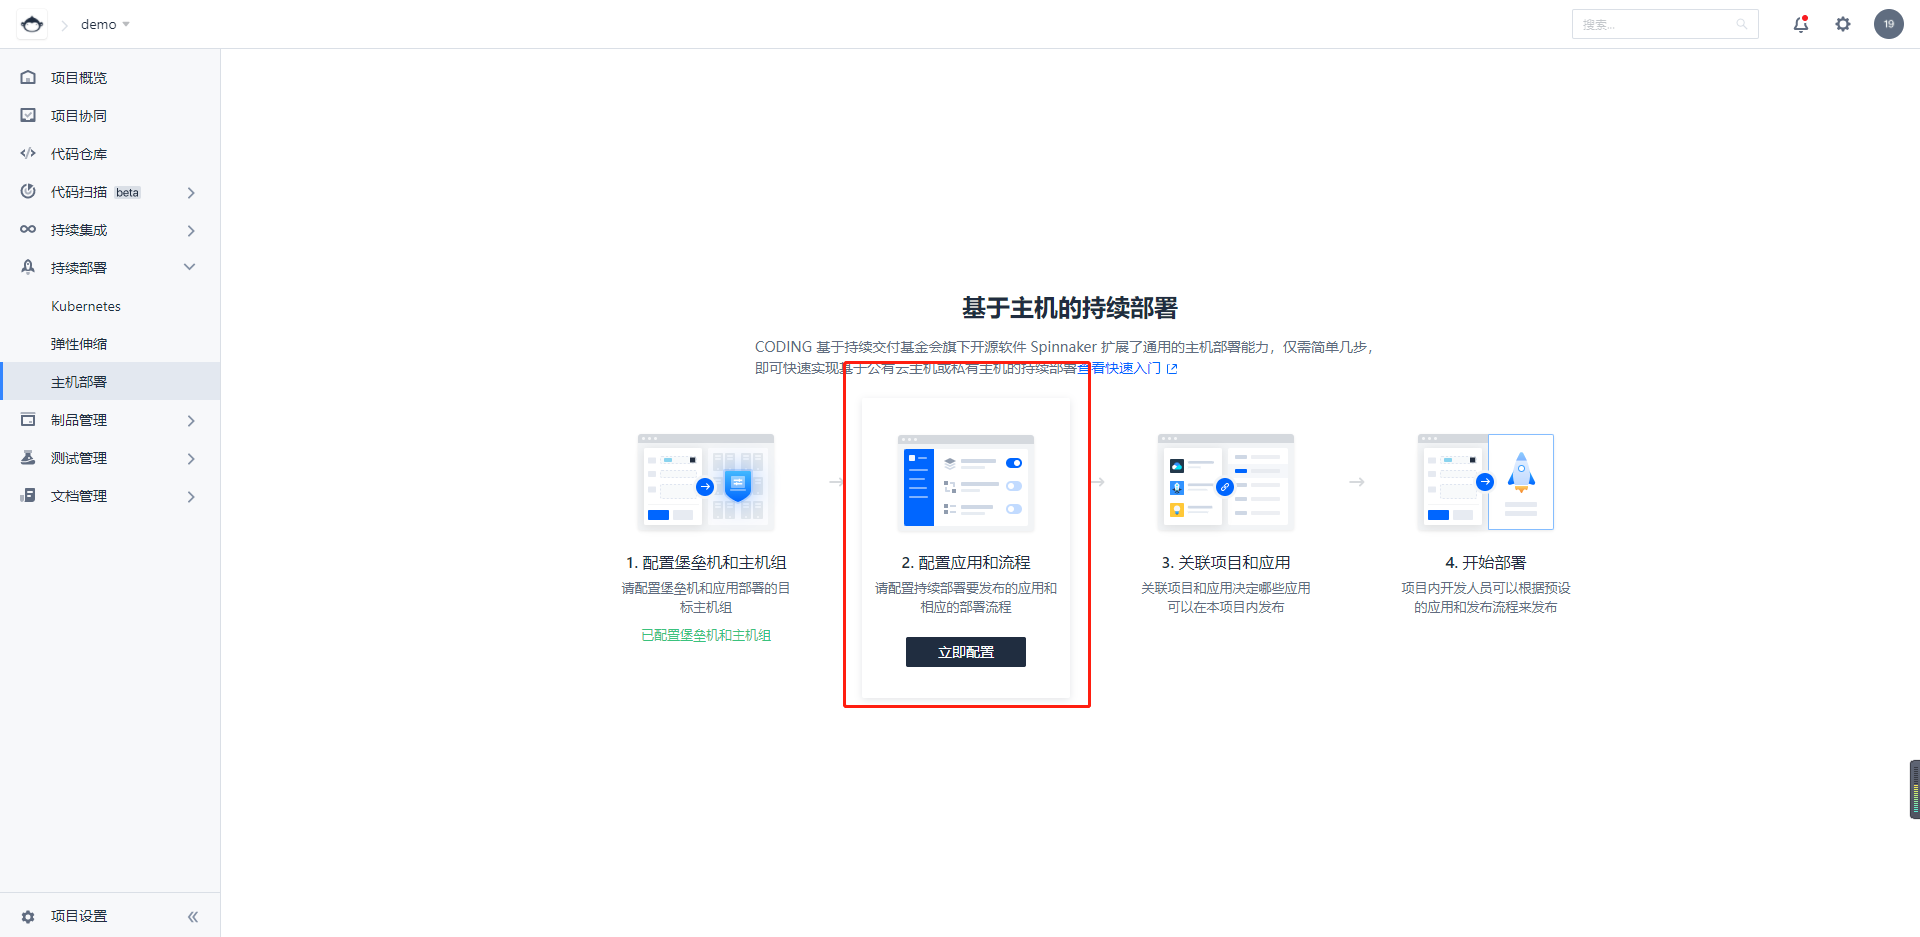 demo
搜索...
19
项目概览
项目协同
代码仓库
代码扫描 beta
持续集成
持续部署
Kubernetes
弹性伸缩
主机部署
制品管理
测试管理
文档管理
项目设置
基于主机的持续部署
CODING 基于持续交付基金会旗下开源软件 Spinnaker 扩展了通用的主机部署能力，仅需简单几步，
即可快速实现基于公有云主机或私有主机的持续部署查看快速入门
1. 配置堡垒机和主机组
请配置堡垒机和应用部署的目
标主机组
已配置堡垒机和主机组
2. 配置应用和流程
请配置持续部署要发布的应用和
相应的部署流程
立即配置
3. 关联项目和应用
关联项目和应用决定哪些应用
可以在本项目内发布
4. 开始部署
项目内开发人员可以根据预设
的应用和发布流程来发布